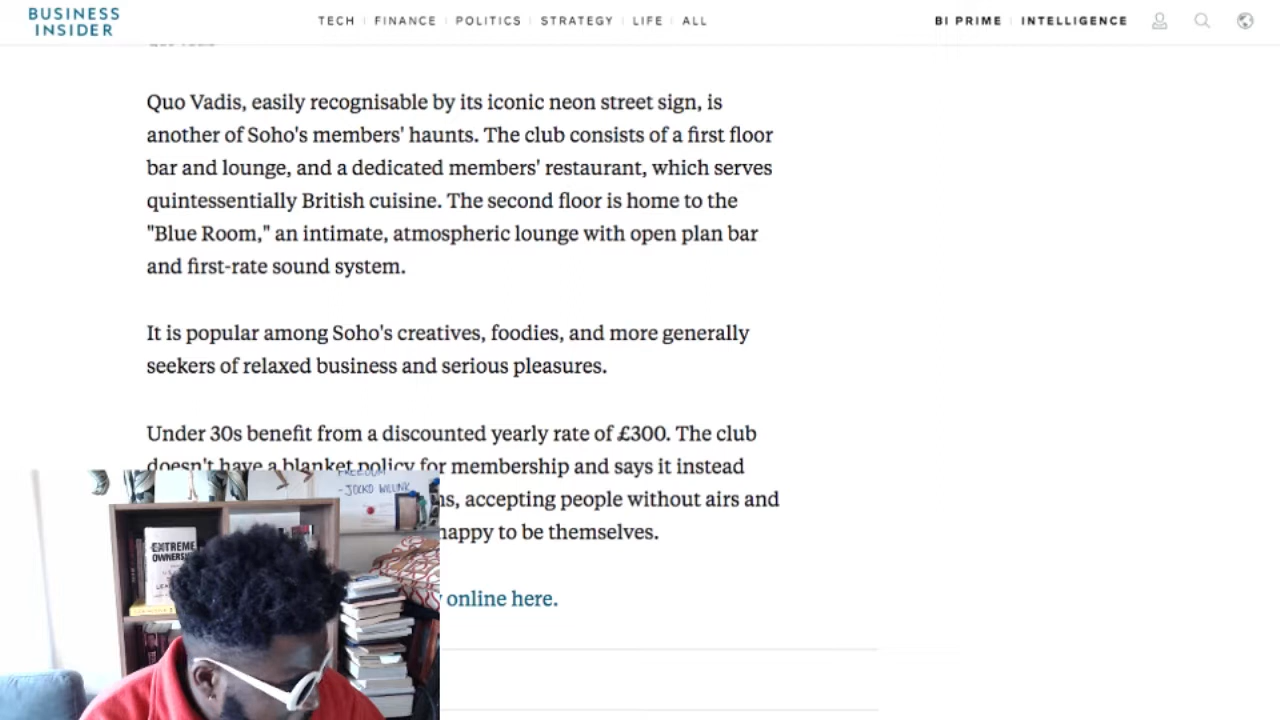 BUSINESS
INSIDER
TECH
FINANCE
POLITICS
STRATEGY
LIFE
ALL
BI PRIME
INTELLIGENCE
Quo Vadis, easily recognisable by its iconic neon street sign, is
another of Soho's members' haunts. The club consists of a first floor
bar and lounge, and a dedicated members' restaurant, which serves
quintessentially British cuisine. The second floor is home to the
"Blue Room," an intimate, atmospheric lounge with open plan bar
and first-rate sound system.
It is popular among Soho's creatives, foodies, and more generally
seekers of relaxed business and serious pleasures.
Under 30s benefit from a discounted yearly rate of £300. The club
doesn't have a blanket policy for membership and says it instead
accepting people without airs and
happy to be themselves.
online here.
FREEDOM
-JOCKO WILLINK
EXTREME
OWNERSHIP